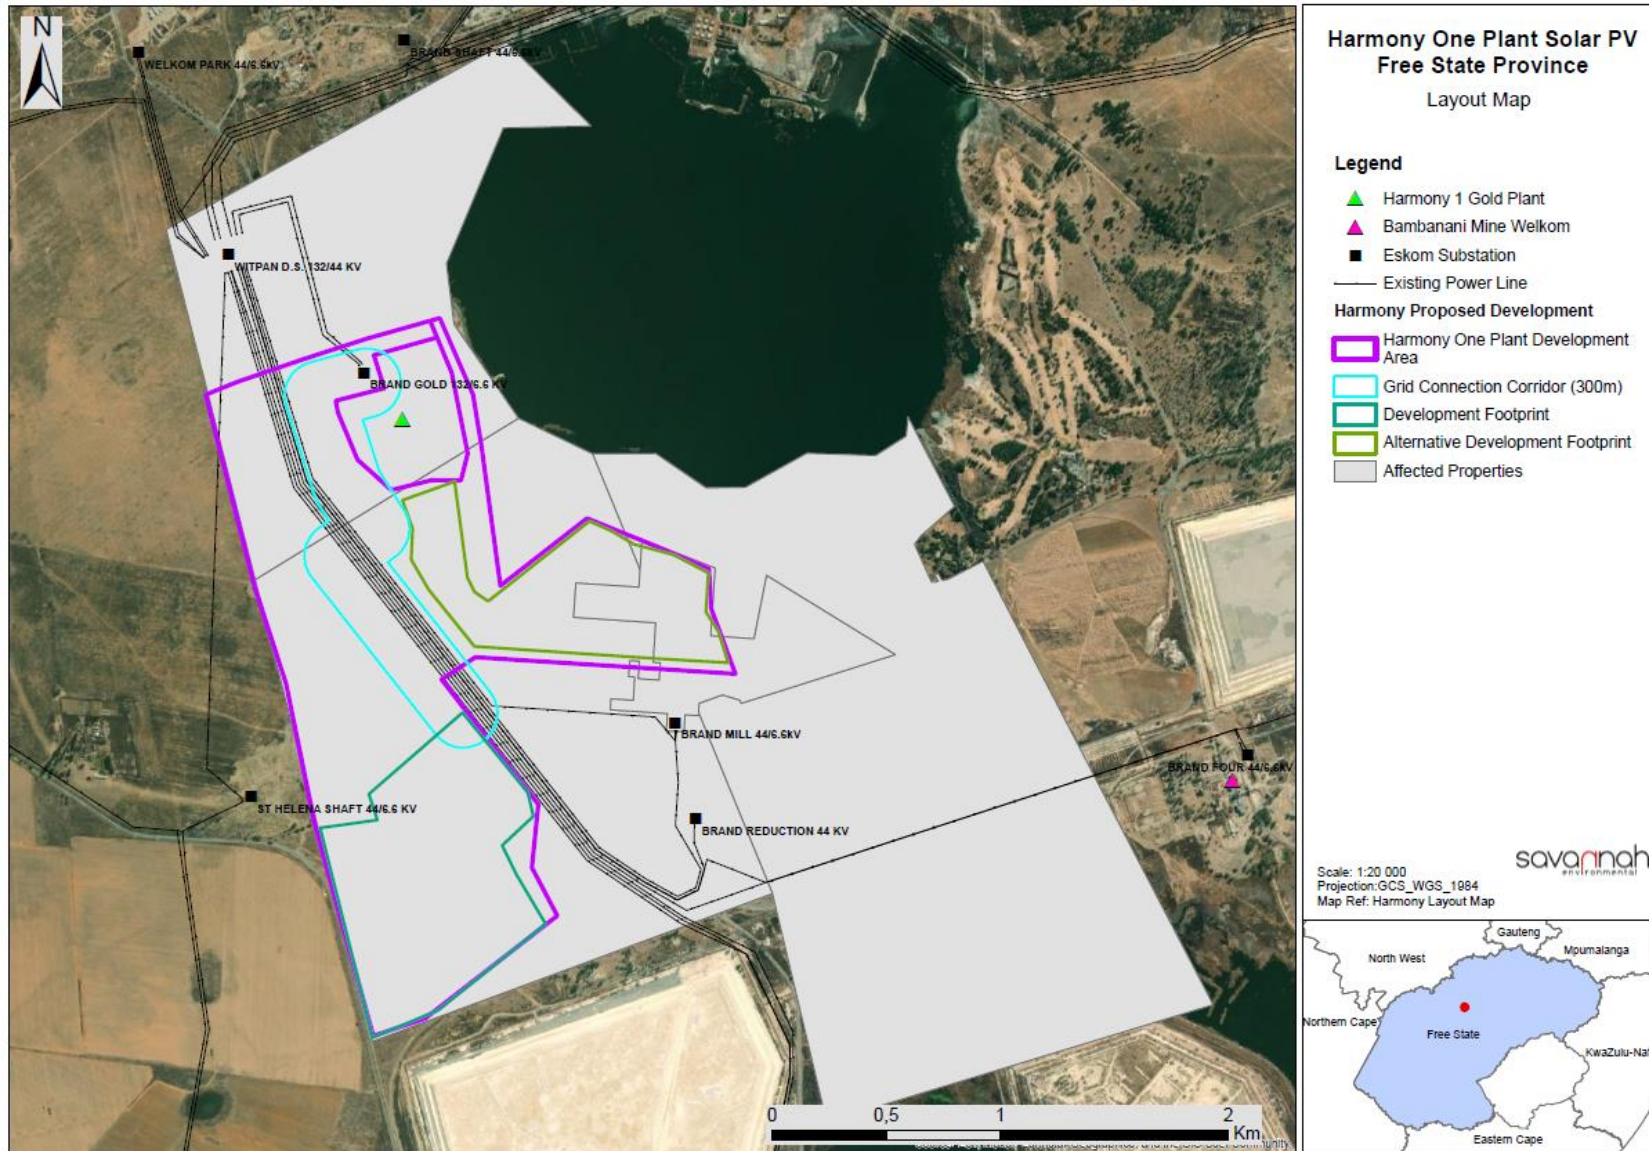 N
WELKOM PARK 44/6.6kV
BRAND SHAFT 44/6.6kV
WITPAN D.S. 132/44 KV
BRAND GOLD 132/6.6 KV
BRAND MILL 44/6.6kV
BRAND FOUR 44/6.6kV
ST HELENA SHAFT 44/6.6 KV
BRAND REDUCTION 44 KV
0 0,5 1 2
Km
Harmony One Plant Solar PV
Free State Province
Layout Map
Legend
Harmony 1 Gold Plant
Bambanani Mine Welkom
Eskom Substation
Existing Power Line
Harmony Proposed Development
Harmony One Plant Development
Area
Grid Connection Corridor (300m)
Development Footprint
Alternative Development Footprint
Affected Properties
savannah
environmental
Scale: 1:20 000
Projection:GCS_WGS_1984
Map Ref: Harmony Layout Map
Gauteng
North West
Mpumalanga
Northern Cape
Free State
KwaZulu-Nat
Eastern Cape